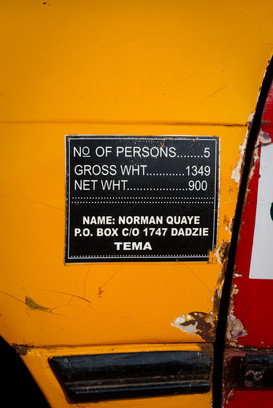 No OF PERSONS........5
GROSS WHT...........1349
NET WHT......................900
NAME: NORMAN QUAYE
P.O. BOX C/O 1747 DADZIE
TEMA